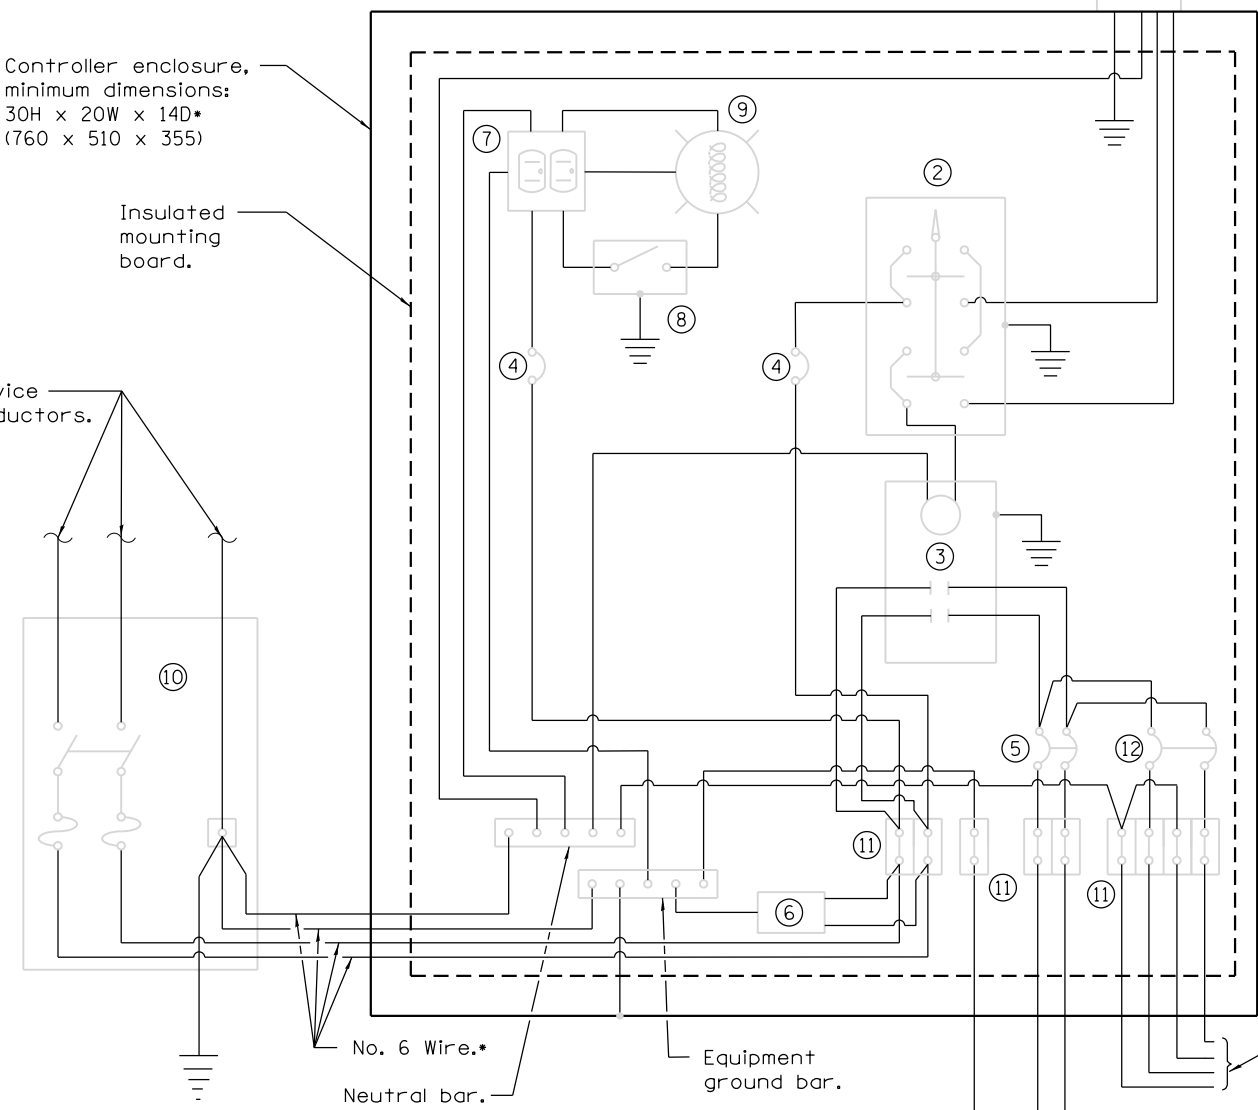 Controller enclosure,
minimum dimensions:
30H x 20W x 14D*
(760 x 510 x 355)
Insulated
mounting
board.
7
9
2
8
4
4
3
10
5
12
11
11
11
6
No. 6 Wire.*
Neutral bar.
Equipment
ground bar.